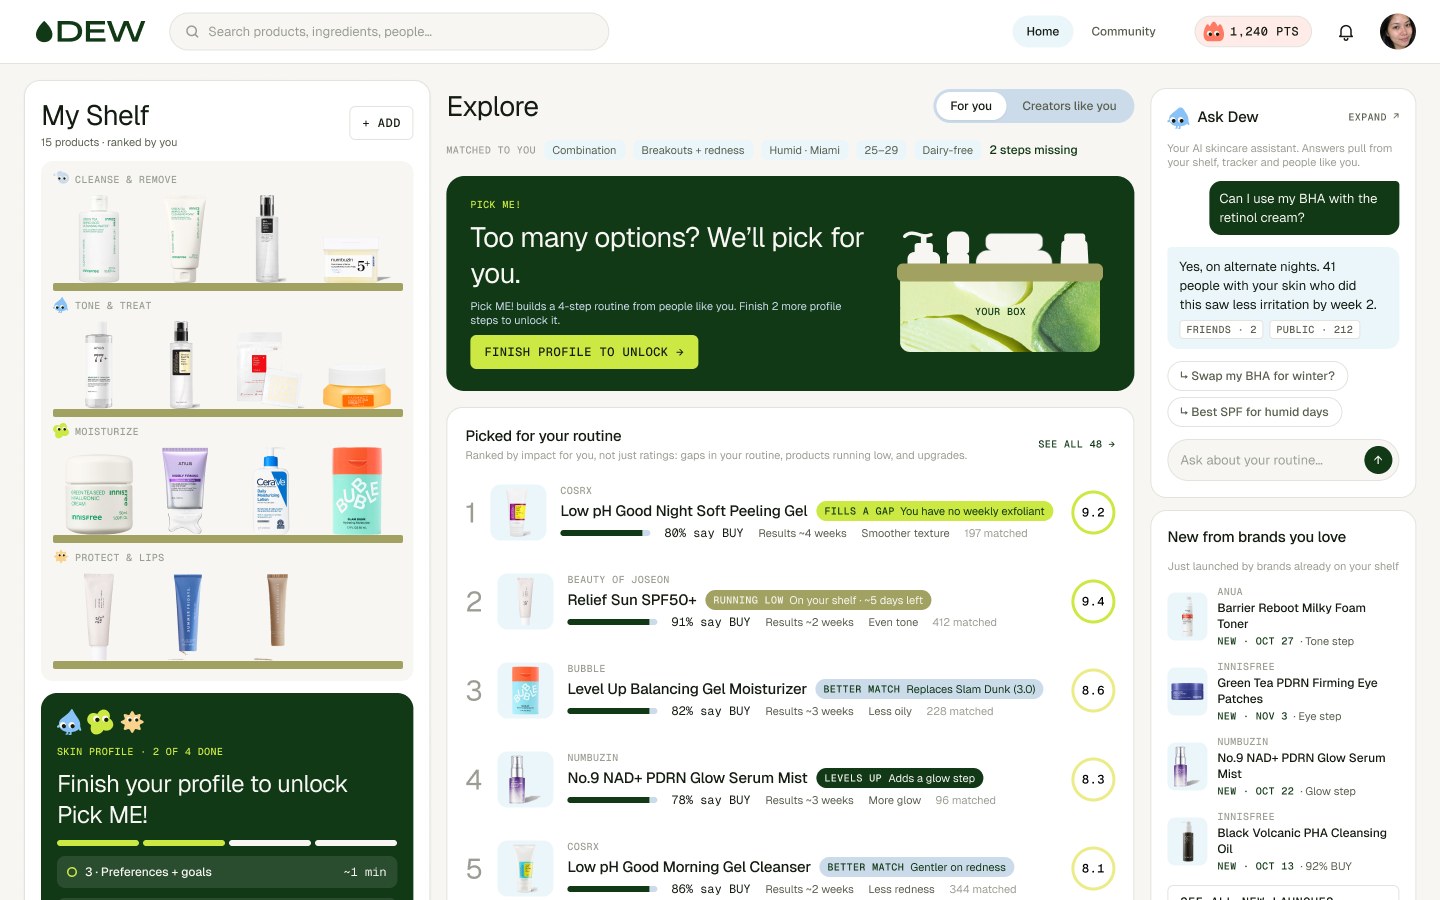 DEW
Search products, ingredients, people...
Home
Community
1,240 PTS
My Shelf
15 products · ranked by you
+ ADD
CLEANSE & REMOVE
innisfree
innisfree
numbuzin
5+
TONE & TREAT
77+
MOISTURIZE
GREEN TEA SEED
HYALURONIC
CREAM
innisfree
ANUA
CeraVe
Daily
Moisturizing
Lotion
BUBBLE
SLAM DUNK
PROTECT & LIPS
SKIN PROFILE · 2 OF 4 DONE
Finish your profile to unlock
Pick ME!
3 · Preferences + goals
~1 min
Explore
For you
Creators like you
MATCHED TO YOU
Combination
Breakouts + redness
Humid · Miami
25–29
Dairy-free
2 steps missing
PICK ME!
Too many options? We’ll pick for
you.
Pick ME! builds a 4-step routine from people like you. Finish 2 more profile
steps to unlock it.
FINISH PROFILE TO UNLOCK →
YOUR BOX
Picked for your routine
Ranked by impact for you, not just ratings: gaps in your routine, products running low, and upgrades.
SEE ALL 48 →
1
COSRX
Low pH Good Night Soft Peeling Gel
FILLS A GAP You have no weekly exfoliant
80% say BUY Results ~4 weeks Smoother texture 197 matched
9.2
2
BEAUTY OF JOSEON
Relief Sun SPF50+
RUNNING LOW On your shelf · ~5 days left
91% say BUY Results ~2 weeks Even tone 412 matched
9.4
3
BUBBLE
Level Up Balancing Gel Moisturizer
BETTER MATCH Replaces Slam Dunk (3.0)
82% say BUY Results ~3 weeks Less oily 228 matched
8.6
4
NUMBUZIN
No.9 NAD+ PDRN Glow Serum Mist
LEVELS UP Adds a glow step
78% say BUY Results ~3 weeks More glow 96 matched
8.3
5
COSRX
Low pH Good Morning Gel Cleanser
BETTER MATCH Gentler on redness
86% say BUY Results ~2 weeks Less redness 344 matched
8.1
Ask Dew
EXPAND ↗
Your AI skincare assistant. Answers pull from
your shelf, tracker and people like you.
Can I use my BHA with the
retinol cream?
Yes, on alternate nights. 41
people with your skin who did
this saw less irritation by week 2.
FRIENDS · 2
PUBLIC · 212
↳ Swap my BHA for winter?
↳ Best SPF for humid days
Ask about your routine...
New from brands you love
Just launched by brands already on your shelf
ANUA
Barrier Reboot Milky Foam
Toner
NEW · OCT 27 · Tone step
INNISFREE
Green Tea PDRN Firming Eye
Patches
NEW · NOV 3 · Eye step
NUMBUZIN
No.9 NAD+ PDRN Glow Serum
Mist
NEW · OCT 22 · Glow step
INNISFREE
Black Volcanic PHA Cleansing
Oil
NEW · OCT 13 · 92% BUY